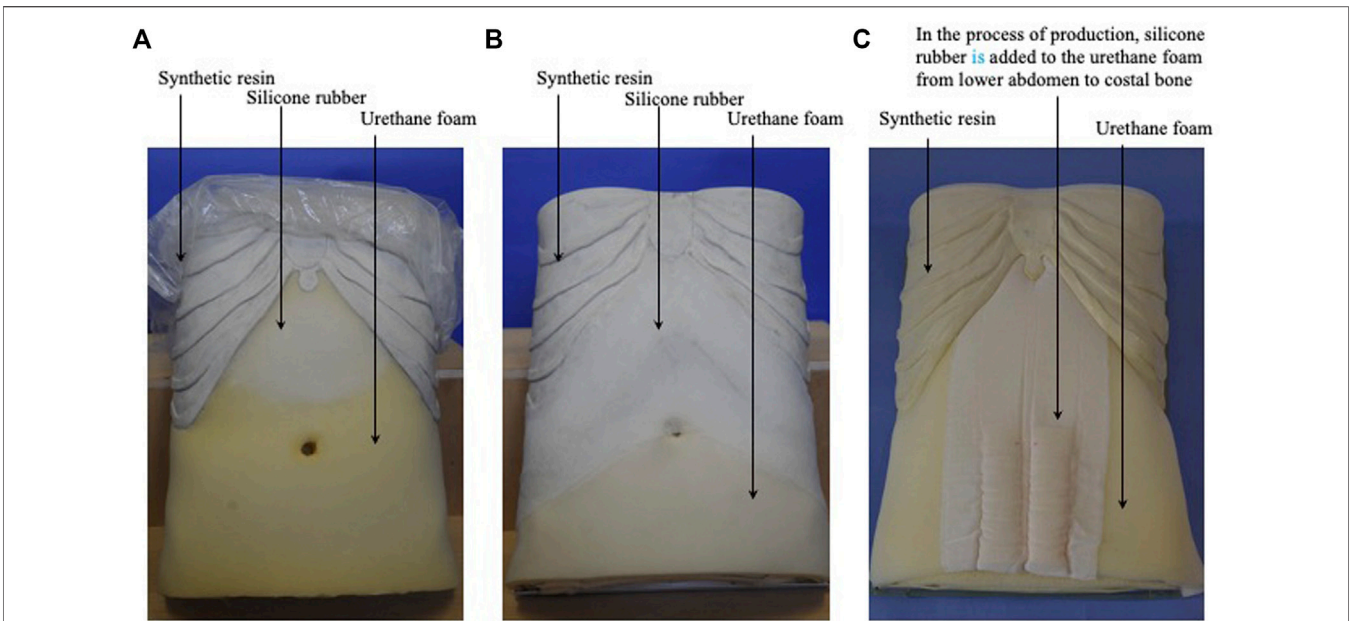 A
Synthetic resin
Silicone rubber
Urethane foam
B
Synthetic resin
Silicone rubber
Urethane foam
C
In the process of production, silicone
rubber is added to the urethane foam
from lower abdomen to costal bone
Synthetic resin
Urethane foam